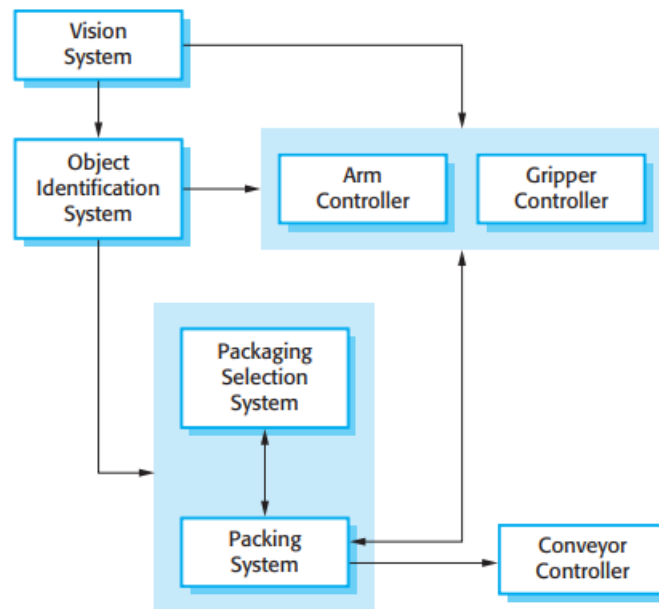 Vision
System
Object
Identification
System
Arm
Controller
Gripper
Controller
Packaging
Selection
System
Packing
System
Conveyor
Controller